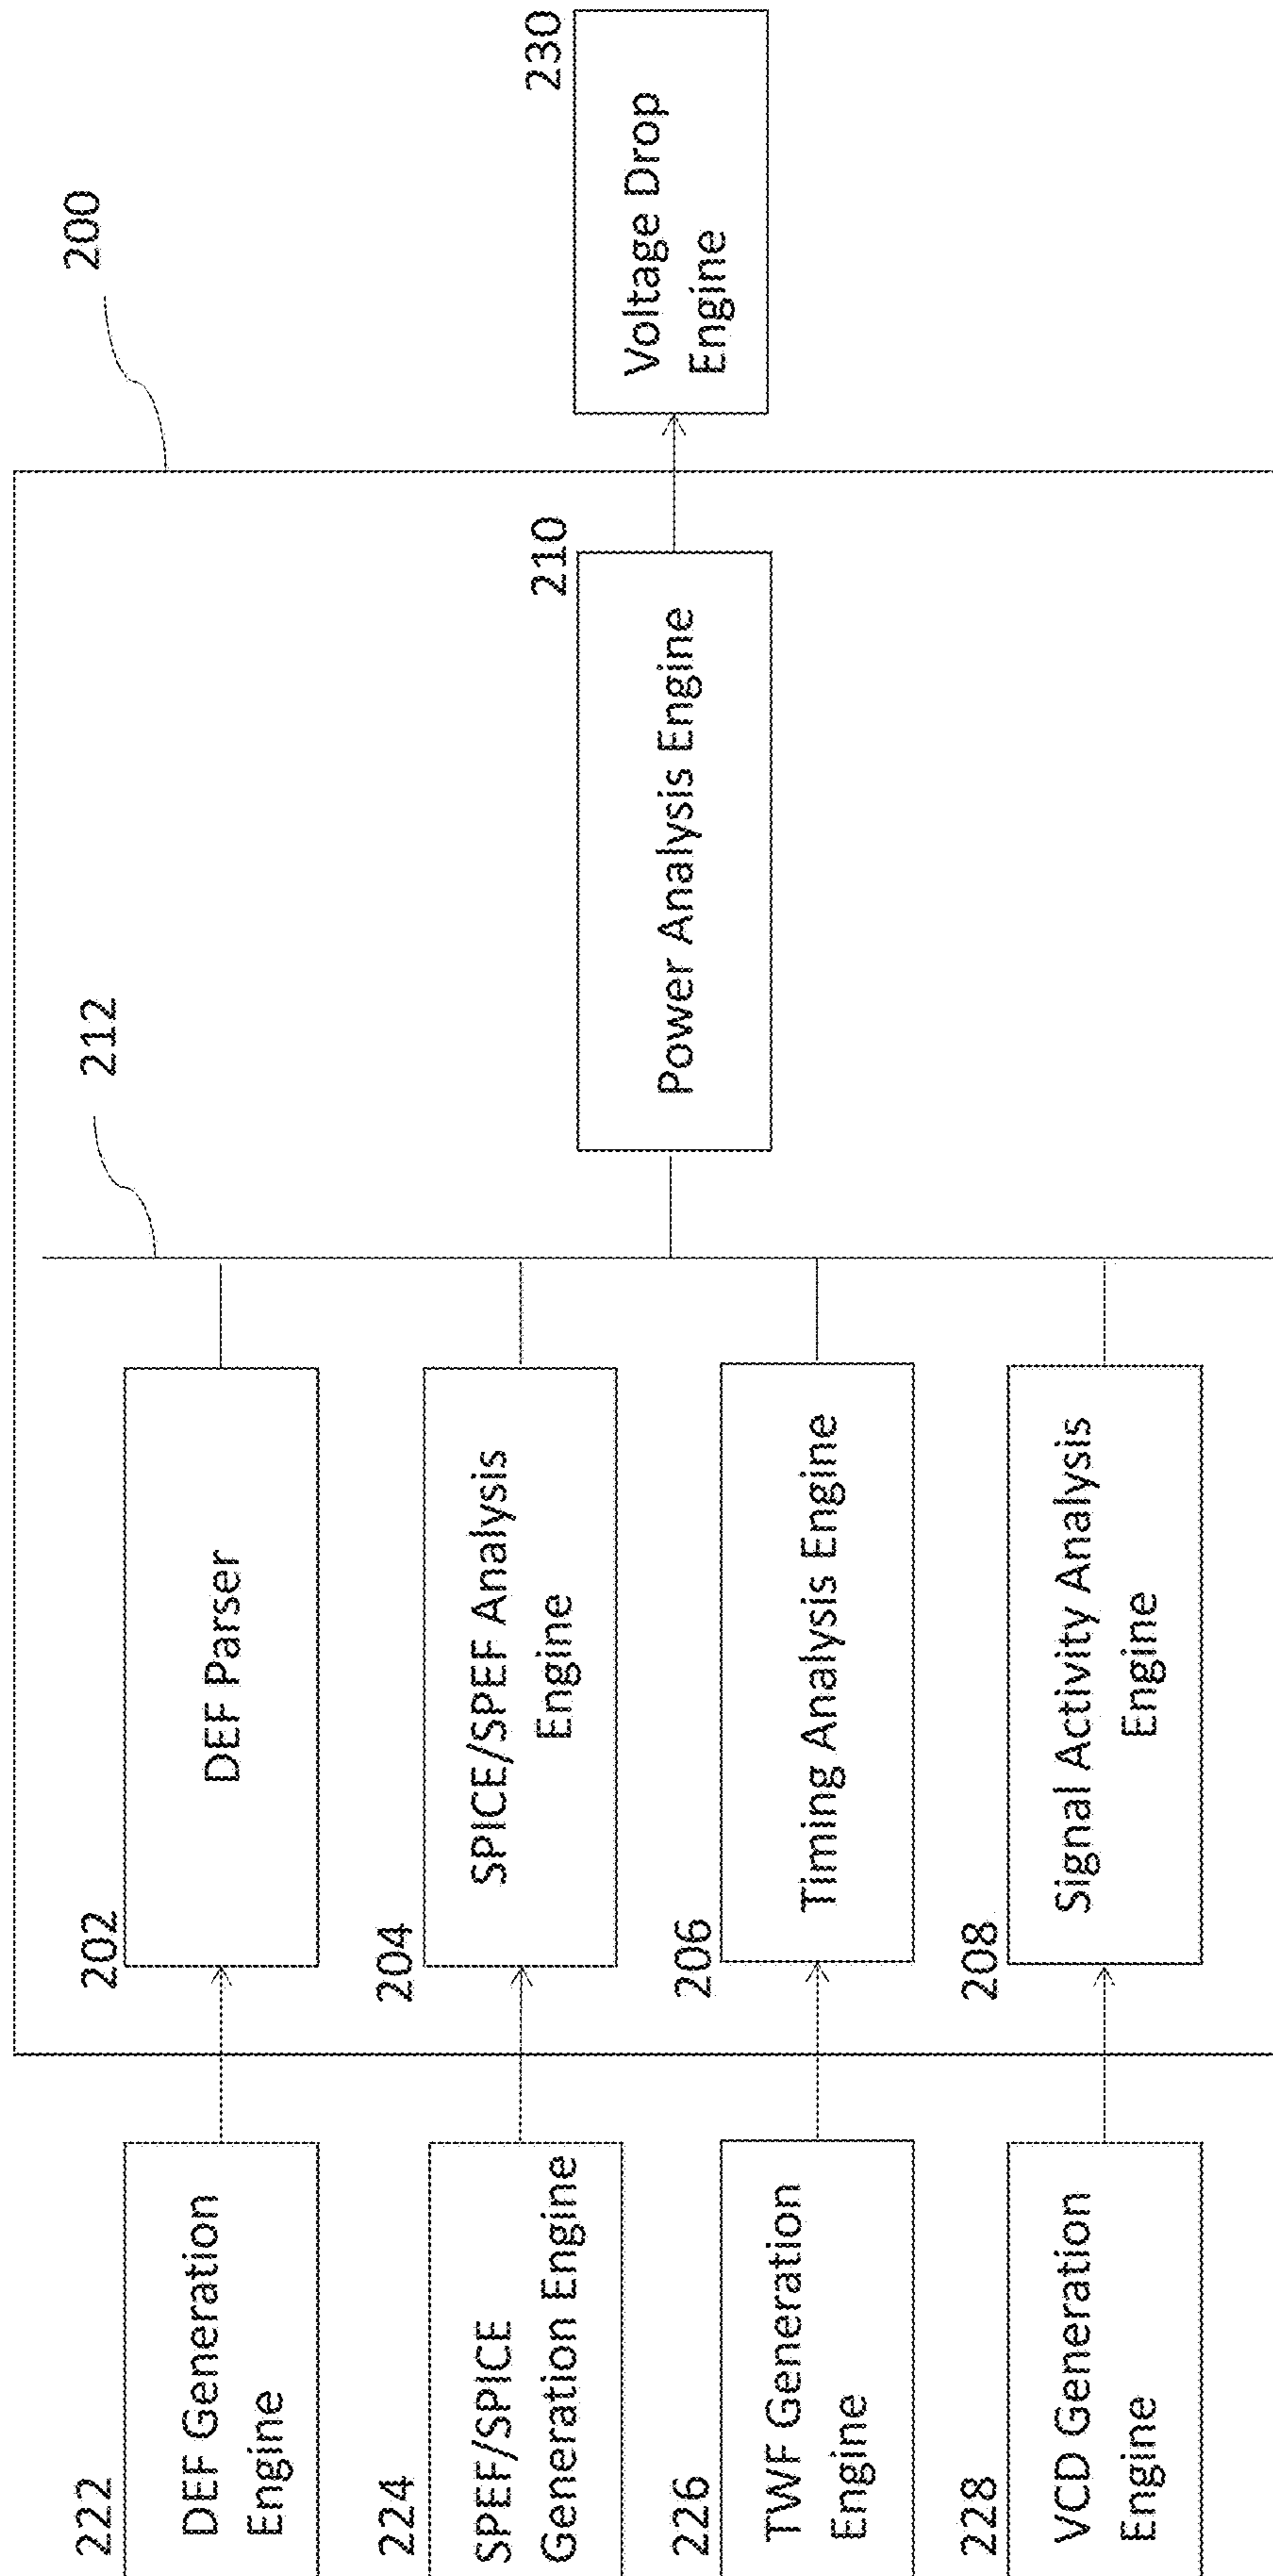 200
212
222
DEF Generation
Engine
202
DEF Parser
224
SPEF/SPICE
Generation Engine
204
SPICE/SPEF Analysis
Engine
226
TWF Generation
Engine
206
Timing Analysis Engine
228
VCD Generation
Engine
208
Signal Activity Analysis
Engine
210
Power Analysis Engine
230
Voltage Drop
Engine